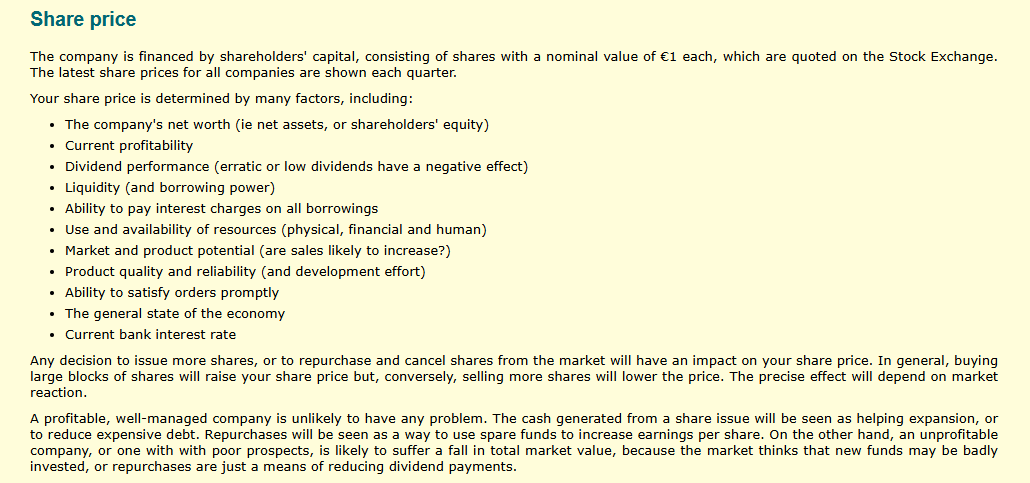 Share price
The company is financed by shareholders' capital, consisting of shares with a nominal value of €1 each, which are quoted on the Stock Exchange.
The latest share prices for all companies are shown each quarter.
Your share price is determined by many factors, including:
• The company's net worth (ie net assets, or shareholders' equity)
• Current profitability
• Dividend performance (erratic or low dividends have a negative effect)
• Liquidity (and borrowing power)
• Ability to pay interest charges on all borrowings
• Use and availability of resources (physical, financial and human)
• Market and product potential (are sales likely to increase?)
• Product quality and reliability (and development effort)
• Ability to satisfy orders promptly
• The general state of the economy
• Current bank interest rate
Any decision to issue more shares, or to repurchase and cancel shares from the market will have an impact on your share price. In general, buying
large blocks of shares will raise your share price but, conversely, selling more shares will lower the price. The precise effect will depend on market
reaction.
A profitable, well-managed company is unlikely to have any problem. The cash generated from a share issue will be seen as helping expansion, or
to reduce expensive debt. Repurchases will be seen as a way to use spare funds to increase earnings per share. On the other hand, an unprofitable
company, or one with with poor prospects, is likely to suffer a fall in total market value, because the market thinks that new funds may be badly
invested, or repurchases are just a means of reducing dividend payments.